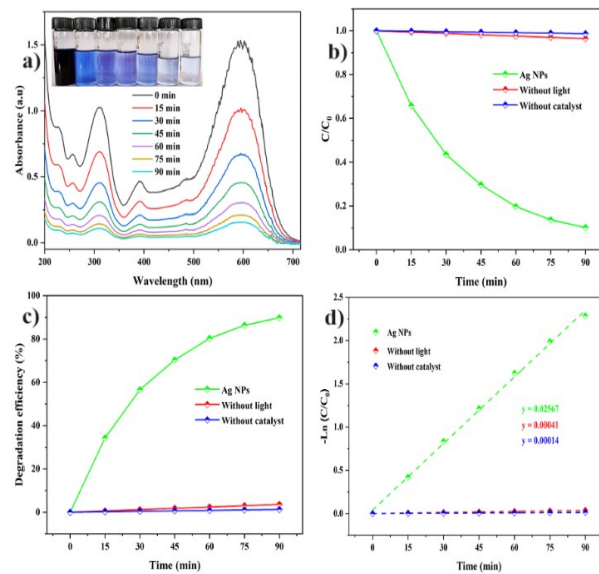 a)
0 min
15 min
30 min
45 min
60 min
75 min
90 min
1.5
1.0
0.5
0.0
Absorbance (a.u)
200 300 400 500 600 700
Wavelength (nm)
b)
Ag NPs
Without light
Without catalyst
1.0
0.8
0.6
0.4
0.2
0.0
C/C0
0 15 30 45 60 75 90
Time (min)
c)
Ag NPs
Without light
Without catalyst
90
80
60
40
20
0
Degradation efficiency (%)
0 15 30 45 60 75 90
Time (min)
d)
Ag NPs
Without light
Without catalyst
y = 0.02567
y = 0.00041
y = 0.00014
2.5
2.0
1.5
1.0
0.5
0.0
-Ln (C/C0)
0 15 30 45 60 75 90
Time (min)